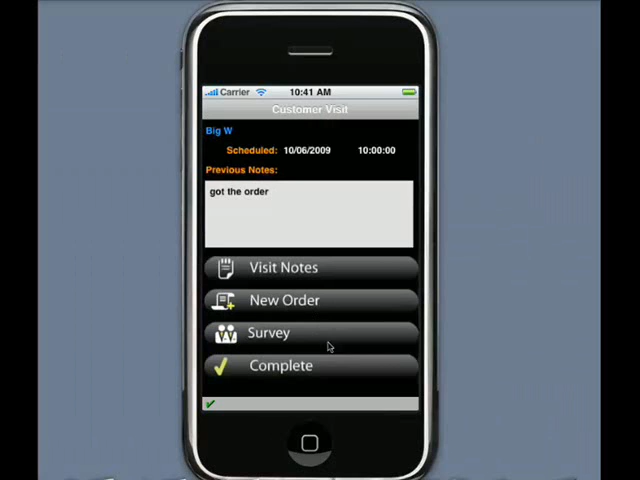 Carrier 10:41 AM
Customer Visit
Big W
Scheduled: 10/06/2009 10:00:00
Previous Notes:
got the order
Visit Notes
New Order
Survey
Complete